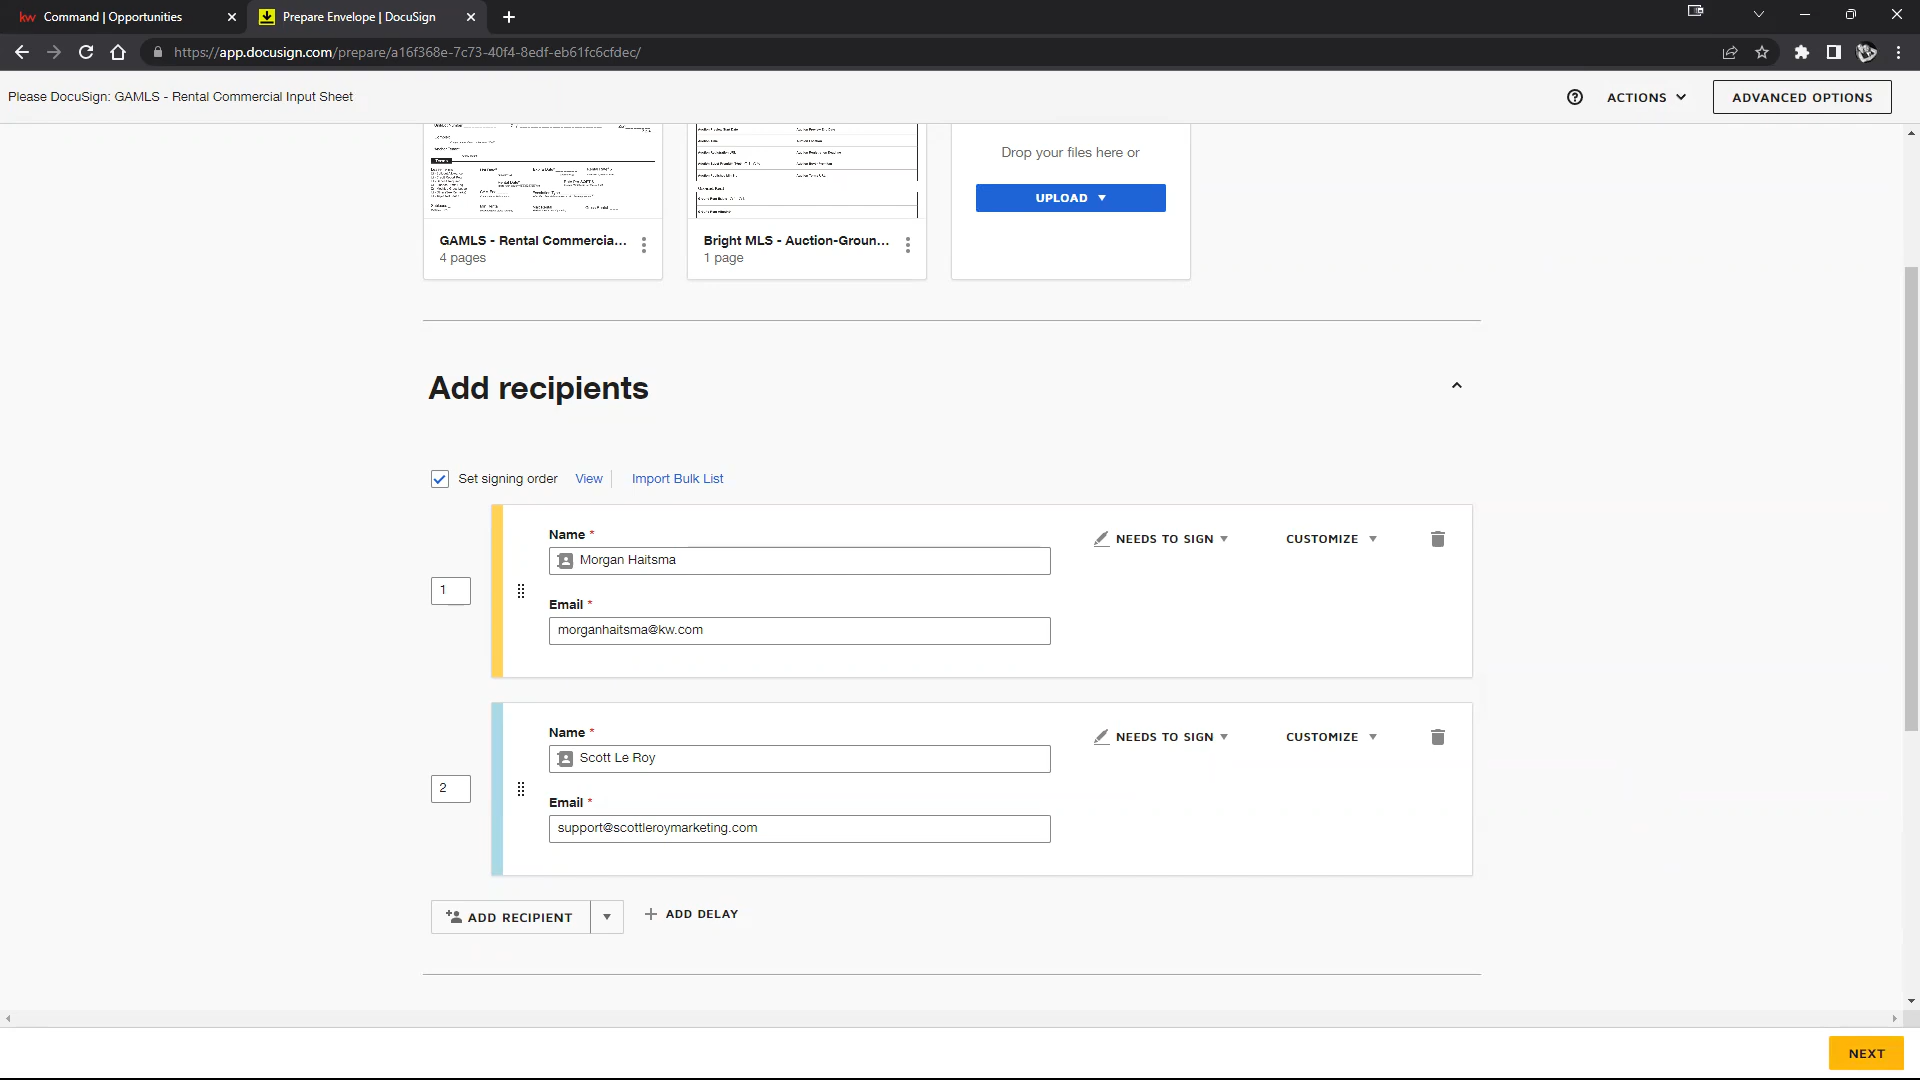 kw Command | Opportunities
Prepare Envelope | DocuSign
https://app.docusign.com/prepare/a16f368e-7c73-40f4-8edf-eb61fc6cfdec/
Please DocuSign: GAMLS - Rental Commercial Input Sheet
ACTIONS
ADVANCED OPTIONS
Drop your files here or
UPLOAD
GAMLS - Rental Commercia...
4 pages
Bright MLS - Auction-Groun...
1 page
Add recipients
Set signing order View Import Bulk List
Name *
NEEDS TO SIGN
CUSTOMIZE
Morgan Haitsma
1
Email *
morganhaitsma@kw.com
Name *
NEEDS TO SIGN
CUSTOMIZE
Scott Le Roy
2
Email *
support@scottleroymarketing.com
ADD RECIPIENT
ADD DELAY
NEXT